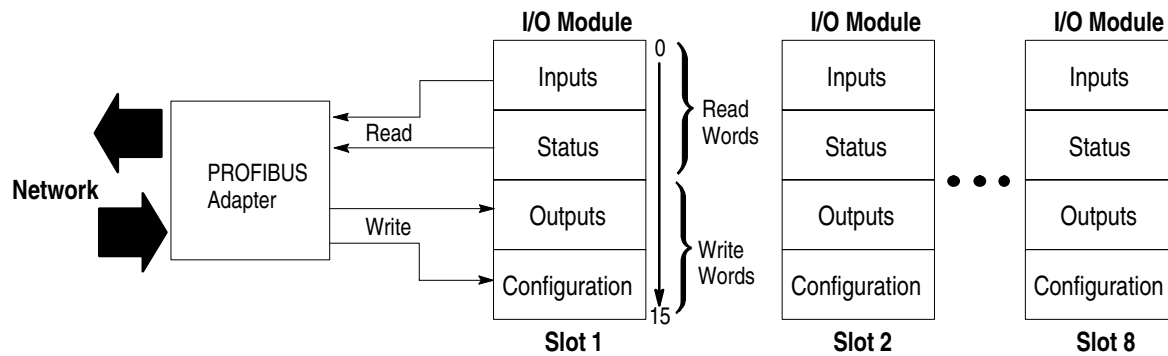 I/O Module
I/O Module
I/O Module
0
Inputs
Status
Outputs
Configuration
15
Slot 1
Read
Words
Write
Words
Network
PROFIBUS
Adapter
Read
Write
Inputs
Status
Outputs
Configuration
Slot 2
Inputs
Status
Outputs
Configuration
Slot 8